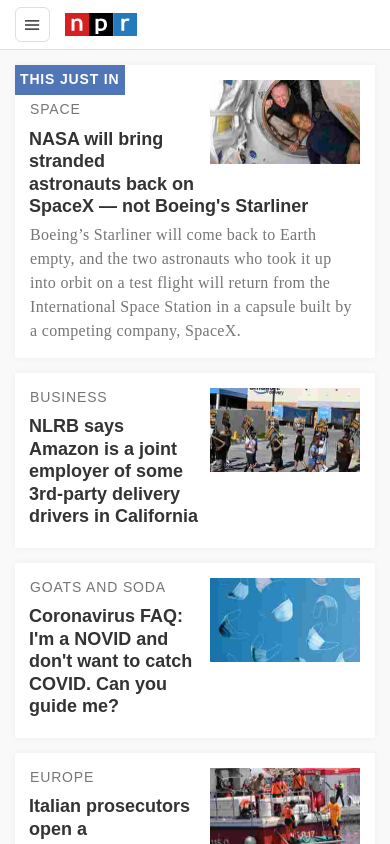 npr
THIS JUST IN
SPACE
NASA will bring
stranded
astronauts back on
SpaceX — not Boeing's Starliner
Boeing’s Starliner will come back to Earth
empty, and the two astronauts who took it up
into orbit on a test flight will return from the
International Space Station in a capsule built by
a competing company, SpaceX.
BUSINESS
NLRB says
Amazon is a joint
employer of some
3rd-party delivery
drivers in California
GOATS AND SODA
Coronavirus FAQ:
I'm a NOVID and
don't want to catch
COVID. Can you
guide me?
EUROPE
Italian prosecutors
open a